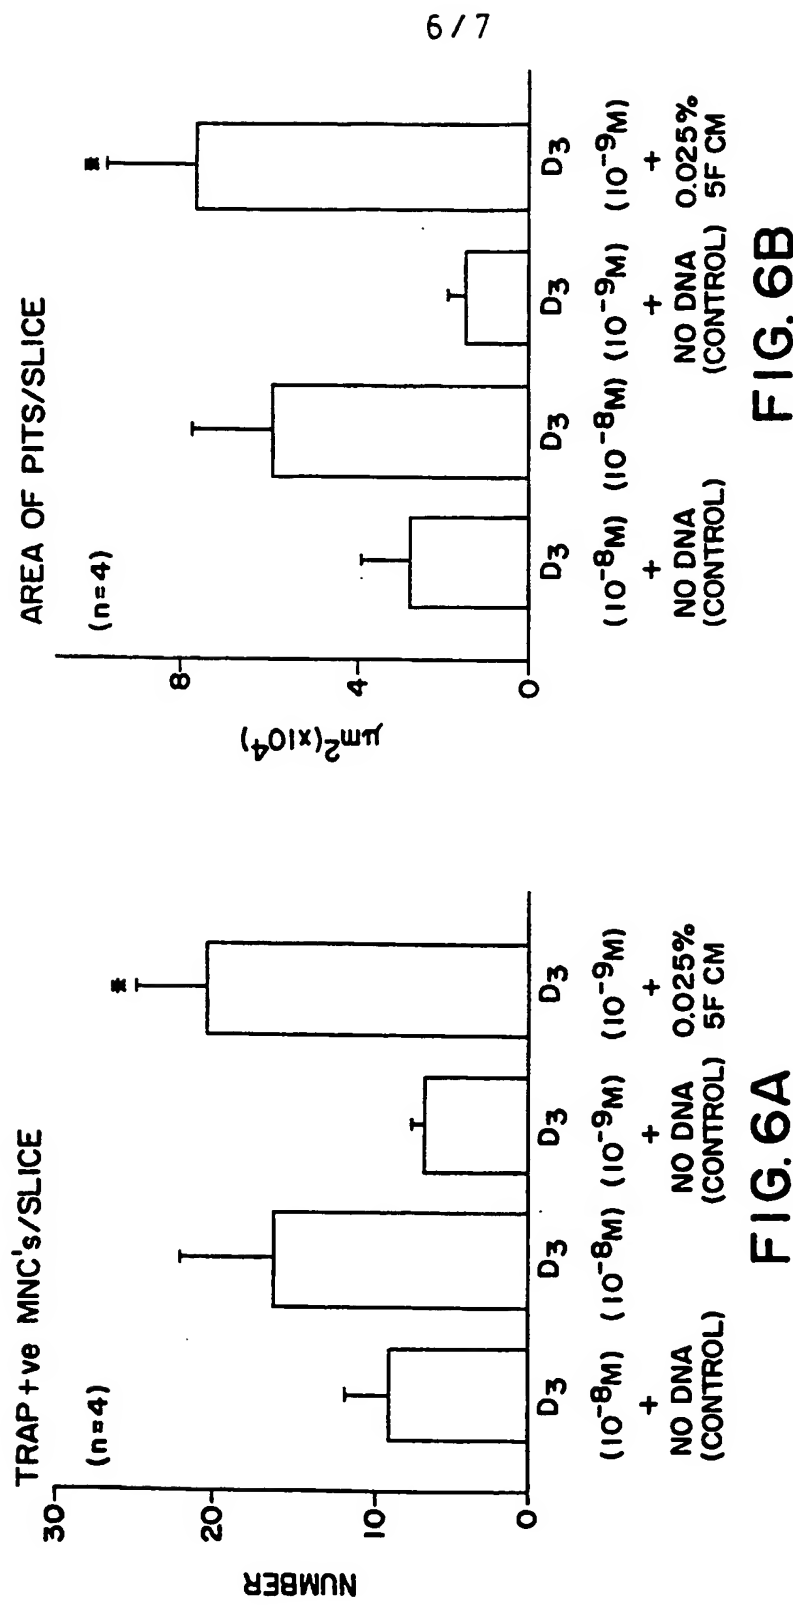 6/7
TRAP+ve MNC's/SLICE
(n=4)
30
20
10
0
NUMBER
D3 D3 D3 D3
(10-8M) (10-8M) (10-9M) (10-9M)
+ + +
NO DNA NO DNA 0.025%
(CONTROL) (CONTROL) 5F CM
*
FIG. 6A
AREA OF PITS/SLICE
(n=4)
8
4
0
μm2(x104)
D3 D3 D3 D3
(10-8M) (10-8M) (10-9M) (10-9M)
+ + +
NO DNA NO DNA 0.025%
(CONTROL) (CONTROL) 5F CM
*
FIG. 6B